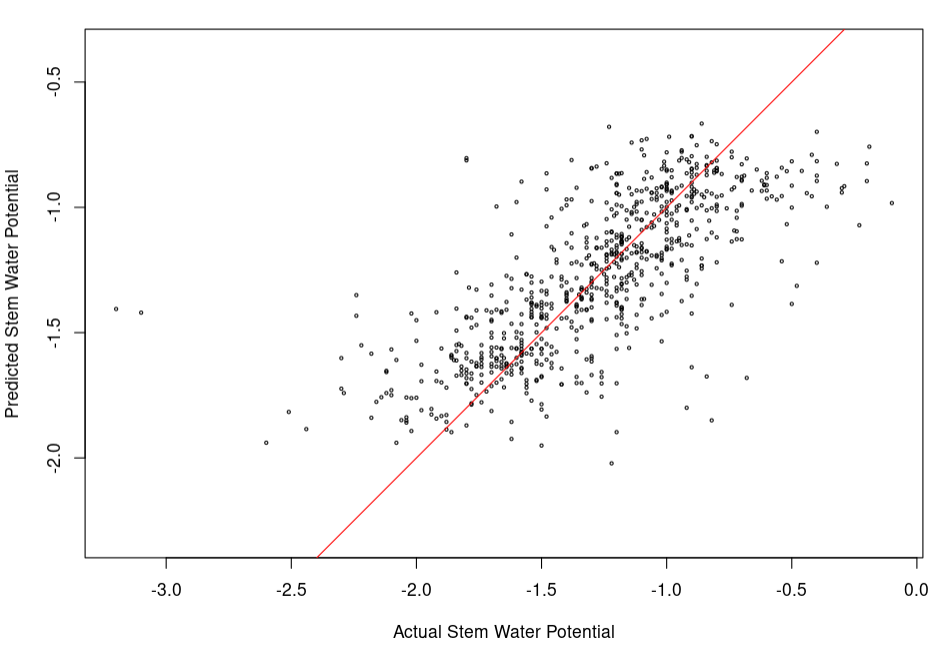 Predicted Stem Water Potential
-0.5
-1.0
-1.5
-2.0
-3.0 -2.5 -2.0 -1.5 -1.0 -0.5 0.0
Actual Stem Water Potential